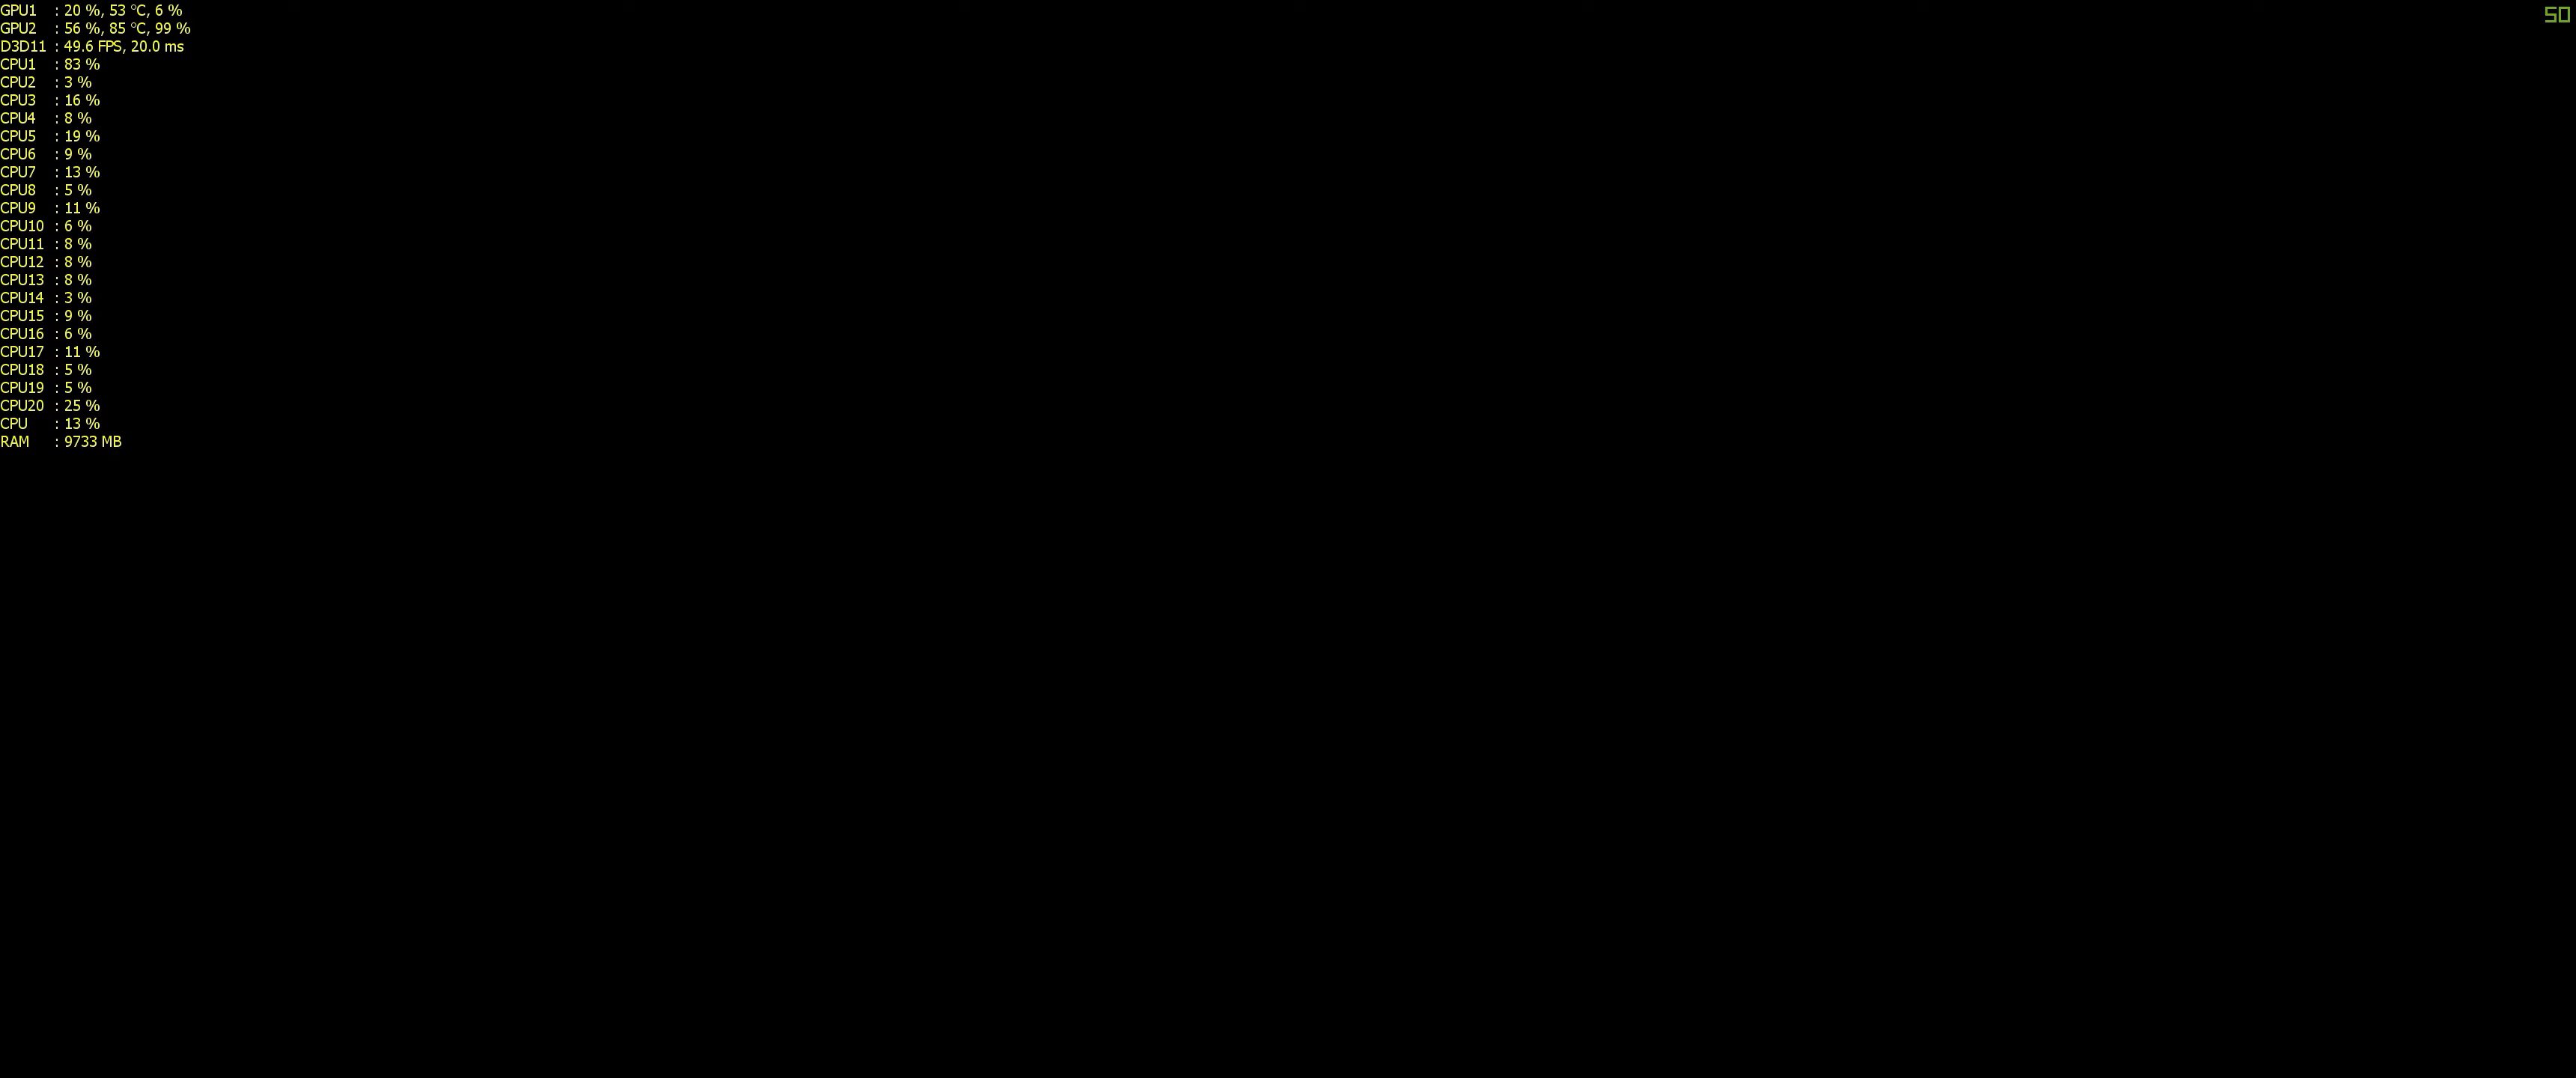 GPU1 : 20 %, 53 °C, 6 %
GPU2 : 56 %, 85 °C, 99 %
D3D11 : 49.6 FPS, 20.0 ms
CPU1 : 83 %
CPU2 : 3 %
CPU3 : 16 %
CPU4 : 8 %
CPU5 : 19 %
CPU6 : 9 %
CPU7 : 13 %
CPU8 : 5 %
CPU9 : 11 %
CPU10 : 6 %
CPU11 : 8 %
CPU12 : 8 %
CPU13 : 8 %
CPU14 : 3 %
CPU15 : 9 %
CPU16 : 6 %
CPU17 : 11 %
CPU18 : 5 %
CPU19 : 5 %
CPU20 : 25 %
CPU : 13 %
RAM : 9733 MB
50